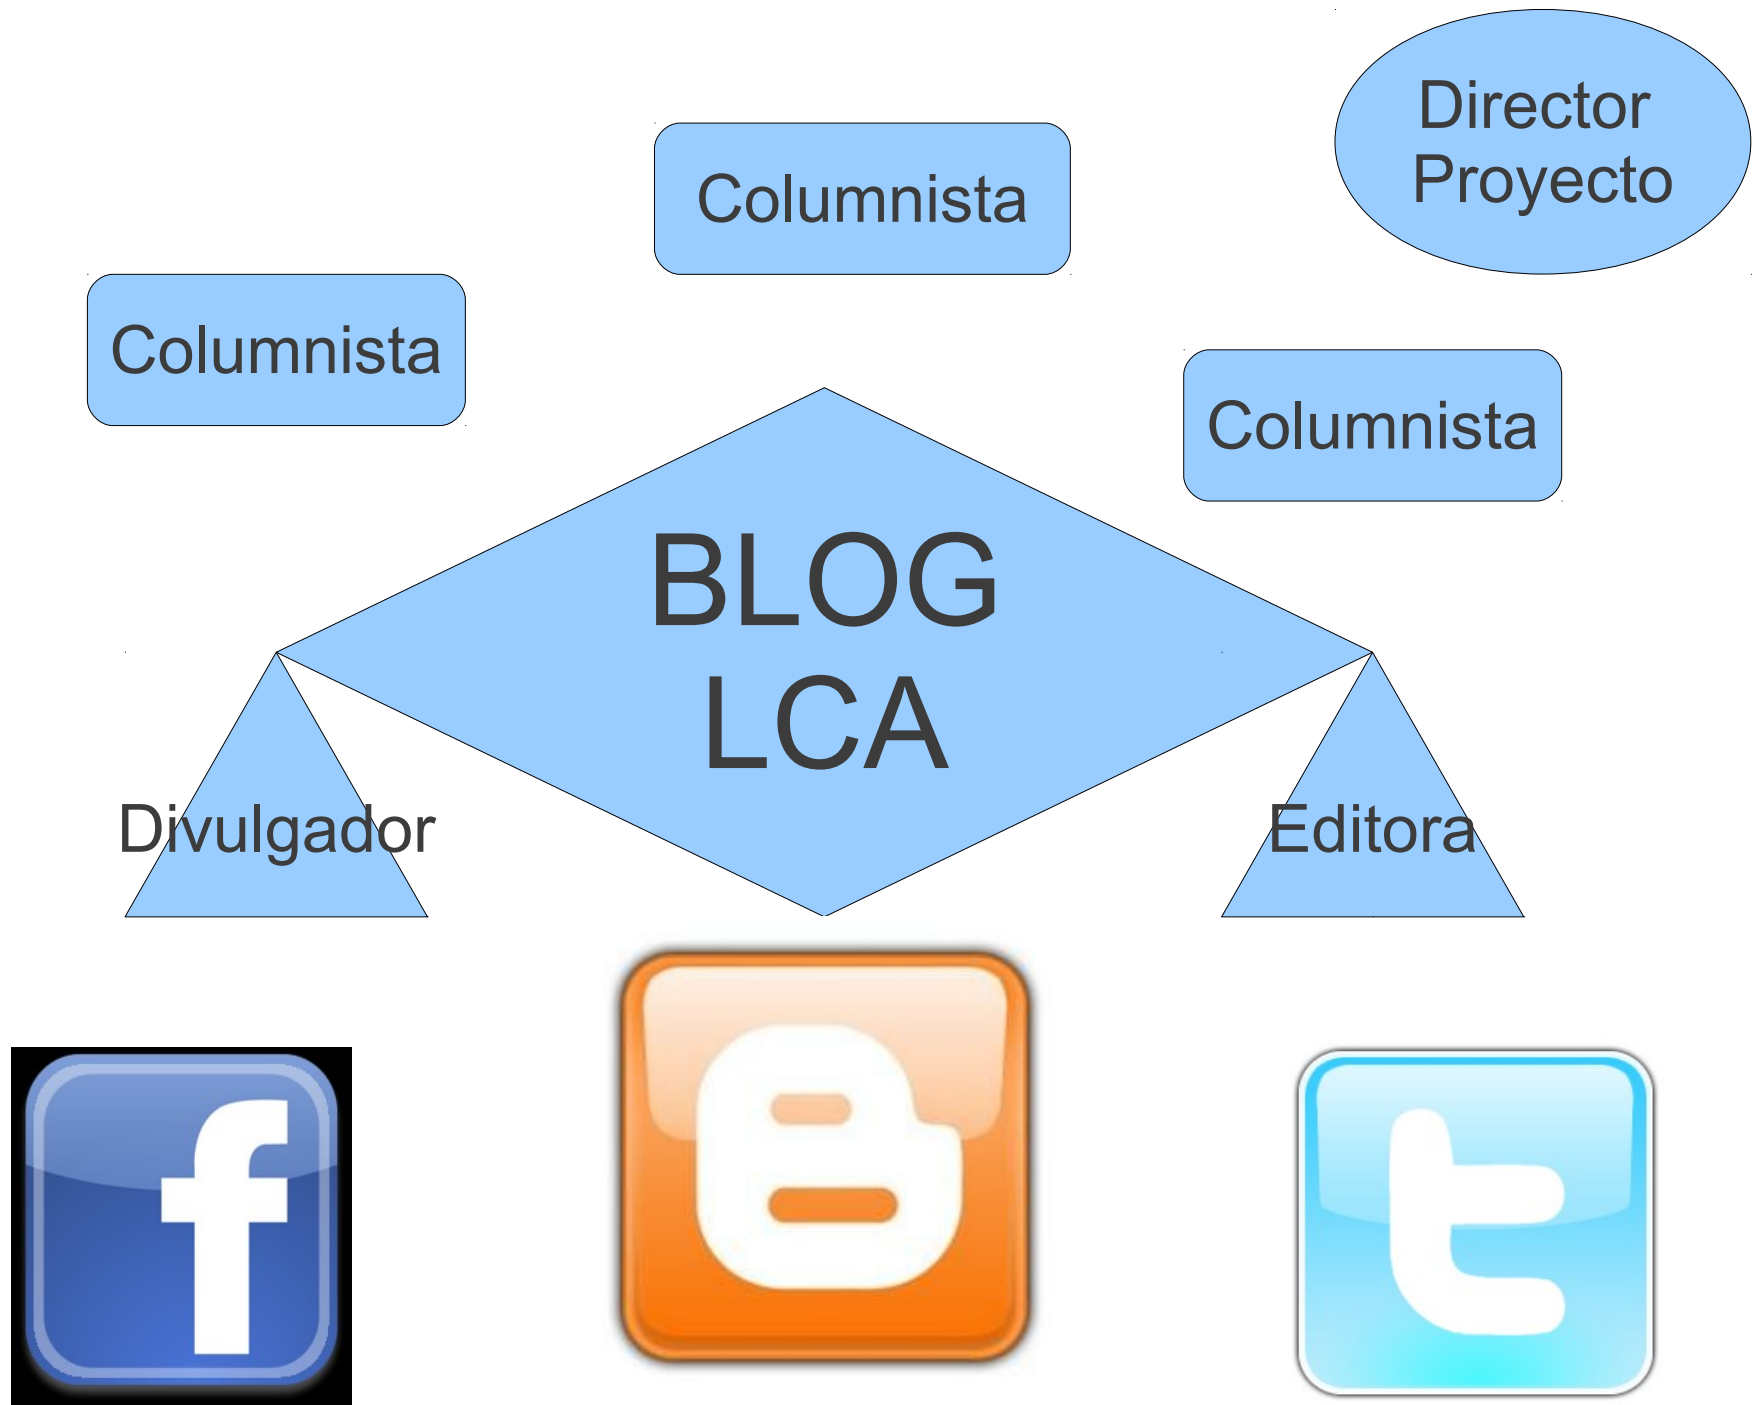 Director
Proyecto
Columnista
Columnista
Columnista
BLOG
LCA
Divulgador
Editora